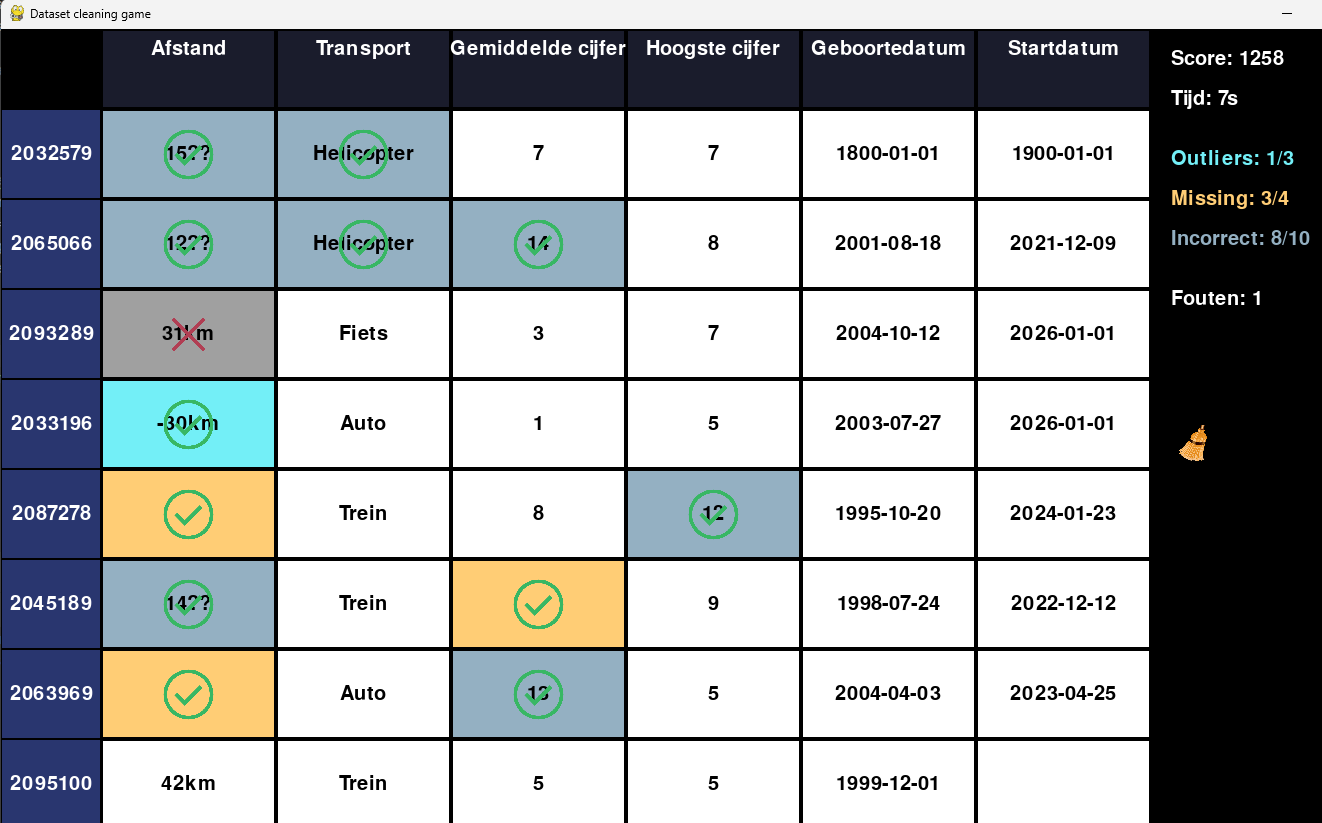 Dataset cleaning game
Afstand Transport Gemiddelde cijfer Hoogste cijfer Geboortedatum Startdatum
2032579 152? Helicopter 7 7 1800-01-01 1900-01-01
2065066 122? Helicopter 14 8 2001-08-18 2021-12-09
2093289 31km Fiets 3 7 2004-10-12 2026-01-01
2033196 -30km Auto 1 5 2003-07-27 2026-01-01
2087278 Trein 8 12 1995-10-20 2024-01-23
2045189 142? Trein 9 1998-07-24 2022-12-12
2063969 Auto 13 5 2004-04-03 2023-04-25
2095100 42km Trein 5 5 1999-12-01
Score: 1258
Tijd: 7s
Outliers: 1/3
Missing: 3/4
Incorrect: 8/10
Fouten: 1